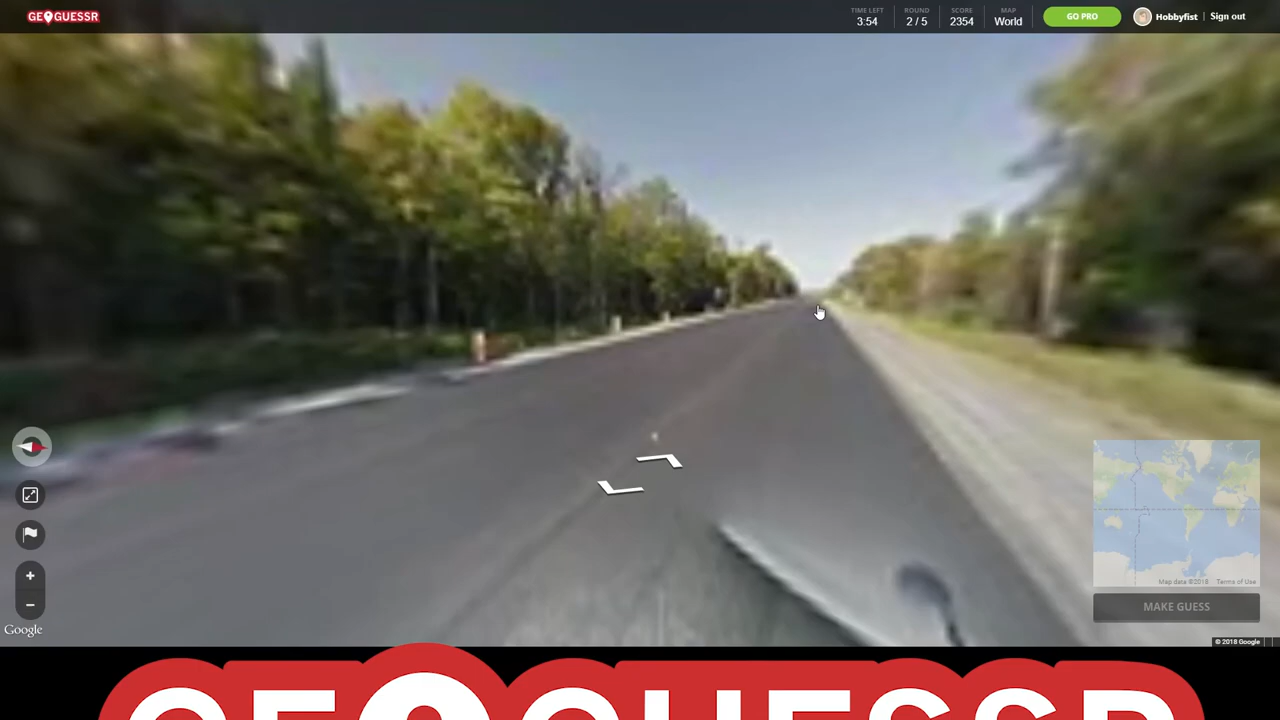 GEOGUESSR
TIME LEFT
3:54
ROUND
2 / 5
SCORE
2354
MAP
World
GO PRO
Hobbyfist
Sign out
Map data ©2018
Terms of Use
MAKE GUESS
Google
© 2018 Google
GEOGUESSR